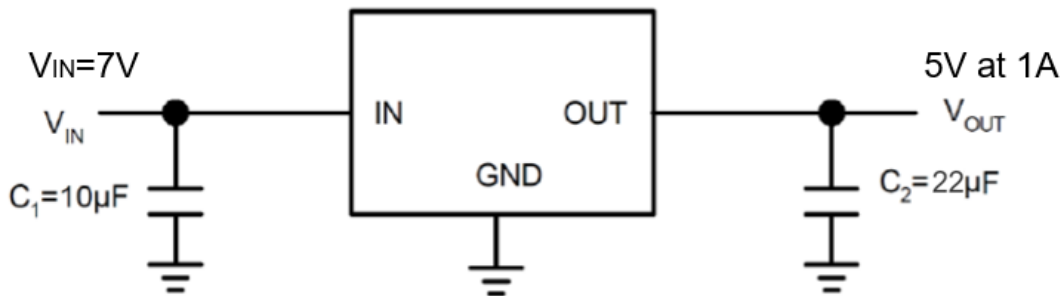 VIN=7V
5V at 1A
VIN
IN
OUT
VOUT
GND
C1=10µF
C2=22µF